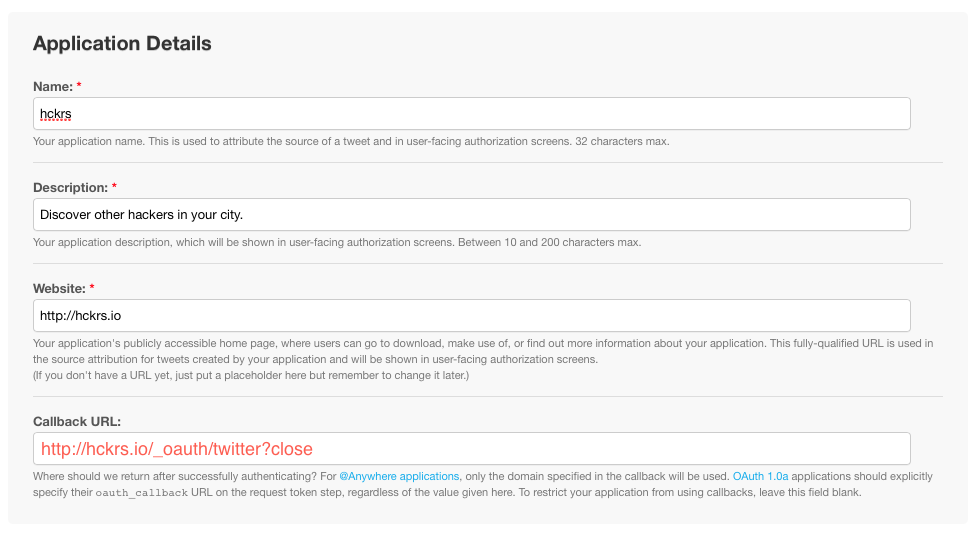 Application Details
Name: *
hckrs
Your application name. This is used to attribute the source of a tweet and in user-facing authorization screens. 32 characters max.
Description: *
Discover other hackers in your city.
Your application description, which will be shown in user-facing authorization screens. Between 10 and 200 characters max.
Website: *
http://hckrs.io
Your application's publicly accessible home page, where users can go to download, make use of, or find out more information about your application. This fully-qualified URL is used in
the source attribution for tweets created by your application and will be shown in user-facing authorization screens.
(If you don't have a URL yet, just put a placeholder here but remember to change it later.)
Callback URL:
http://hckrs.io/_oauth/twitter?close
Where should we return after successfully authenticating? For @Anywhere applications, only the domain specified in the callback will be used. OAuth 1.0a applications should explicitly
specify their oauth_callback URL on the request token step, regardless of the value given here. To restrict your application from using callbacks, leave this field blank.